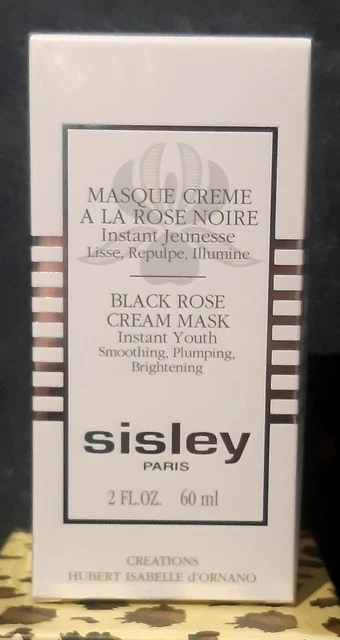 MASQUE CREME
A LA ROSE NOIRE
Instant Jeunesse
Lisse, Repulpe, Illumine
BLACK ROSE
CREAM MASK
Instant Youth
Smoothing, Plumping,
Brightening
sisley
PARIS
2 FL.OZ. 60 ml
CREATIONS
HUBERT ISABELLE d'ORNANO